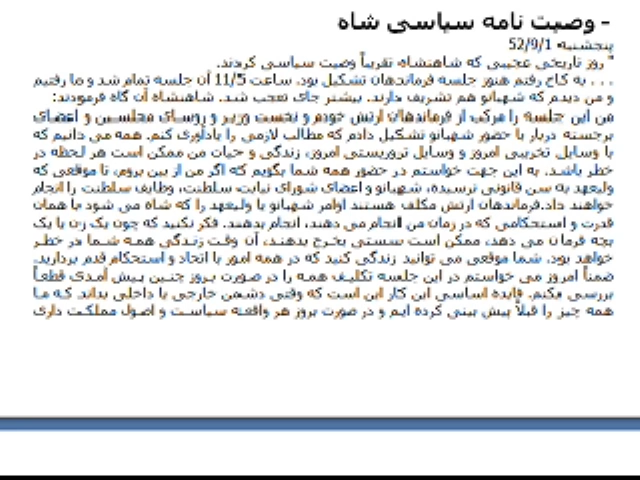 - وصیت نامه سیاسی شاه
پنجشنبه، 52/9/1
" روز تاریخی عجیبی که شاهنشاه تقریباً وصیت سیاسی کردند.
. . . به کاخ رفتم هنوز جلسه فرماندهان تشکیل بود. ساعت 11/5 آن جلسه تمام شد و ما رفتیم
و من دیدم که شهبانو هم تشریف دارند. بیشتر جای تعجب شد. شاهنشاه آن گاه فرمودند:
من این جلسه را مرکب از فرماندهان ارتش خودم و نخست وزیر و روسای مجلسین و اعضای
برجسته دربار با حضور شهبانو تشکیل دادم که مطالب لازمی را یادآوری کنم. همه می دانیم که
با وسایل تخریبی امروز و وسایل تروریستی امروز، زندگی و حیات من ممکن است هر لحظه در
خطر باشد. به این جهت خواستم در حضور همه شما بگویم که اگر من از بین بروم، تا موقعی که
ولیعهد به سن قانونی نرسیده، شهبانو و اعضای شورای نیابت سلطنت، وظایف سلطنت را انجام
خواهند داد.فرماندهان ارتش مکلف هستند اوامر شهبانو یا ولیعهد را که شاه می شود با همان
قدرت و استحکامی که در زمان من انجام می دهند، انجام بدهند. فکر نکنید که چون یک زن یا یک
بچه فرمان می دهد، ممکن است سستی بخرج بدهند، آن وقت زندگی همه شما در خطر
خواهد بود. شما موقعی می توانید زندگی کنید که در همه امور با اتحاد و استحکام قدم بردارید.
ضمناً امروز می خواستم در این جلسه تکلیف همه را در صورت بروز چنین پیش آمدی قطعاً
بررسی میکنم. فایده اساسی این کار این است که وقتی دشمن خارجی یا داخلی بداند که ما
همه چیز را قبلاً پیش بینی کرده ایم و در صورت بروز هر واقعه سیاست و اصول مملکت داری